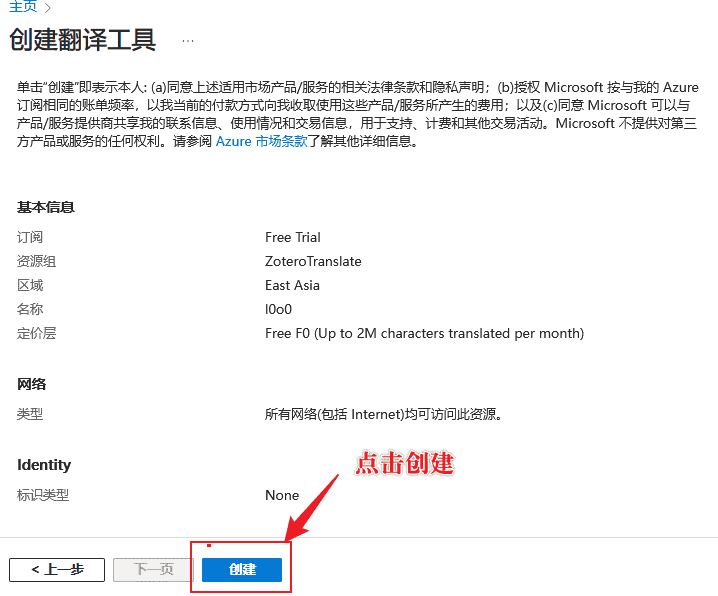 主页 >
创建翻译工具 ...
单击“创建”即表示本人: (a)同意上述适用市场产品/服务的相关法律条款和隐私声明；(b)授权 Microsoft 按与我的 Azure
订阅相同的账单频率，以我当前的付款方式向我收取使用这些产品/服务所产生的费用；以及(c)同意 Microsoft 可以与
产品/服务提供商共享我的联系信息、使用情况和交易信息，用于支持、计费和其他交易活动。Microsoft 不提供对第三
方产品或服务的任何权利。请参阅 Azure 市场条款了解其他详细信息。
基本信息
订阅 Free Trial
资源组 ZoteroTranslate
区域 East Asia
名称 l0o0
定价层 Free F0 (Up to 2M characters translated per month)
网络
类型 所有网络(包括 Internet)均可访问此资源。
Identity
点击创建
标识类型 None
< 上一步 下一页 创建